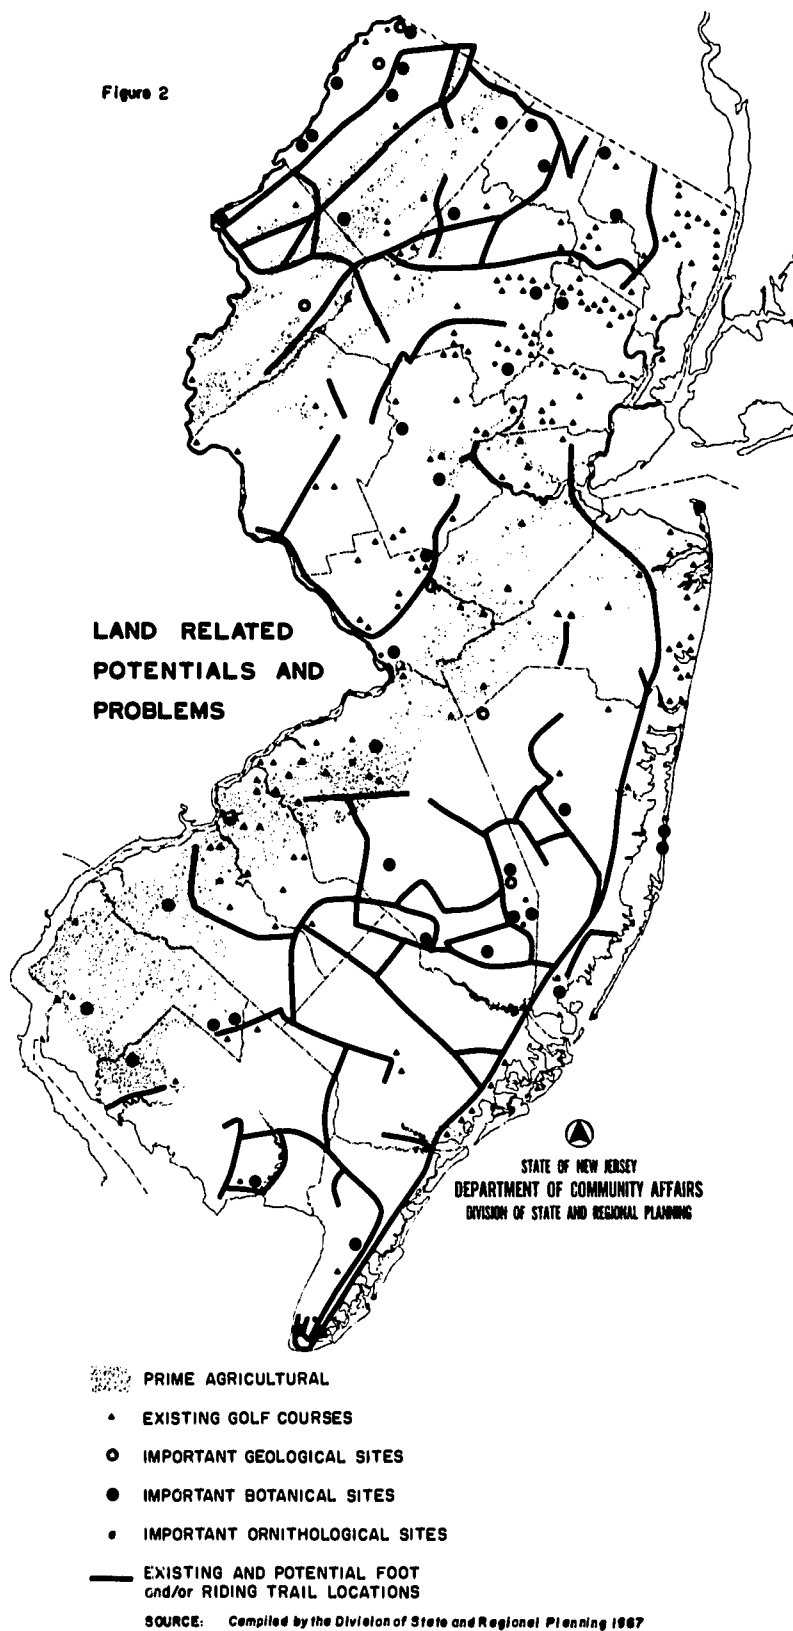 Figure 2
LAND RELATED
POTENTIALS AND
PROBLEMS
STATE OF NEW JERSEY
DEPARTMENT OF COMMUNITY AFFAIRS
DIVISION OF STATE AND REGIONAL PLANNING
PRIME AGRICULTURAL
EXISTING GOLF COURSES
IMPORTANT GEOLOGICAL SITES
IMPORTANT BOTANICAL SITES
IMPORTANT ORNITHOLOGICAL SITES
EXISTING AND POTENTIAL FOOT
and/or RIDING TRAIL LOCATIONS
SOURCE: Compiled by the Division of State and Regional Planning 1967